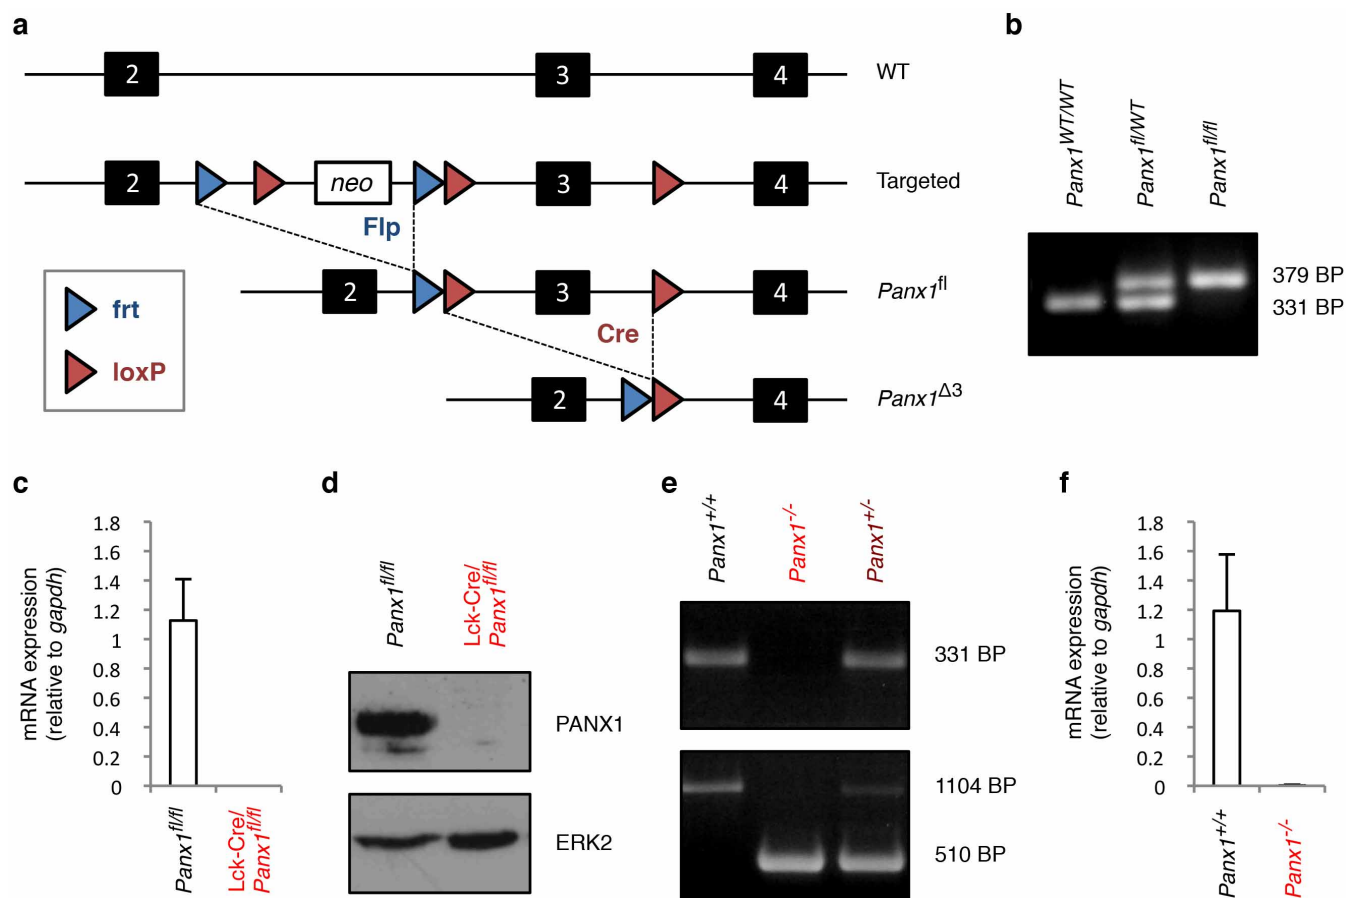 a
2 3 4 WT
2 neo 3 4 Targeted
Flp
2 3 4 Panx1fl
frt
loxP
Cre
2 4 Panx1Δ3
b
Panx1WT/WT
Panx1fl/WT
Panx1fl/fl
379 BP
331 BP
c
mRNA expression
(relative to gapdh)
1.8
1.6
1.4
1.2
1
0.8
0.6
0.4
0.2
0
Panx1fl/fl
Lck-Cre/
Panx1fl/fl
d
Panx1fl/fl
Lck-Cre/
Panx1fl/fl
PANX1
ERK2
e
Panx1+/+
Panx1-/-
Panx1+/-
331 BP
1104 BP
510 BP
f
mRNA expression
(relative to gapdh)
1.8
1.6
1.4
1.2
1
0.8
0.6
0.4
0.2
0
Panx1+/+
Panx1-/-